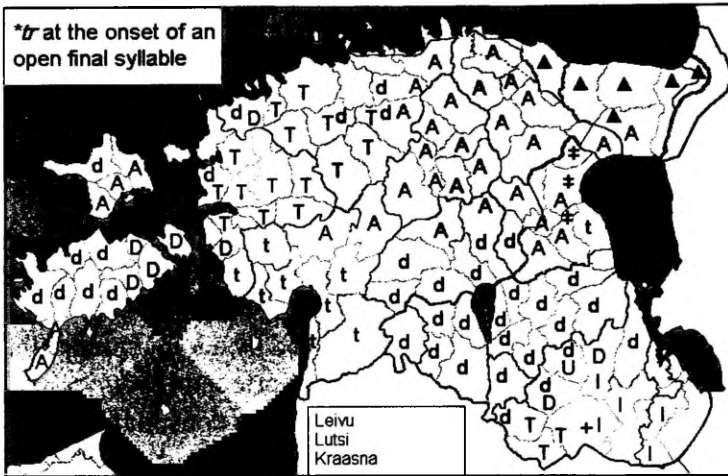 *tr at the onset of an
open final syllable
A A
T T A A A
d D T T d A A A
T T d T d A A A A
T T T A A A A
d A d T T T T T A A A A A
A A T T T A A A A A
D D T D t A A A A A t
d d D D t t d d d
d d d d D t t d d d d
A t t t d d d d d d
t t d d d d d D d
d d d U I
D I I
d T T + I I I
T T
Leivu
Lutsi
Kraasna